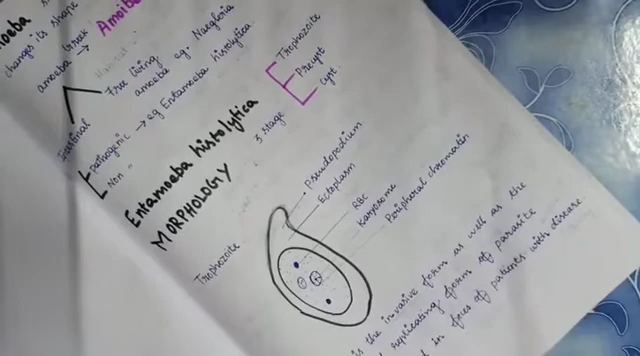 amoeba
changes its shape
amoeba Greek → Amoeb
Free living
amoeba eg. Naegleria
Intestinal
pathogenic → eg Entamoeba histolytica
Non "
Entamoeba histolytica
MORPHOLOGY
3 stage
Trophozoite
Precyst
Cyst
Trophozoite
Pseudopodium
Ectoplasm
RBC
Karyosome
Peripheral chromatin
is the invasive form as well as the
replicating form of parasite
in feces of patients with disease